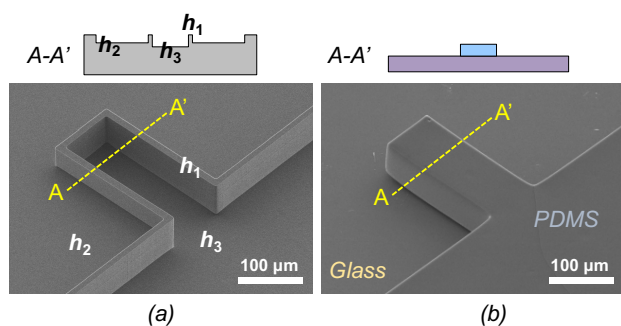 h1
h2
h3
A-A’
A-A’
A’
A
h1
h2
h3
100 µm
A’
A
PDMS
Glass
100 µm
(a)
(b)